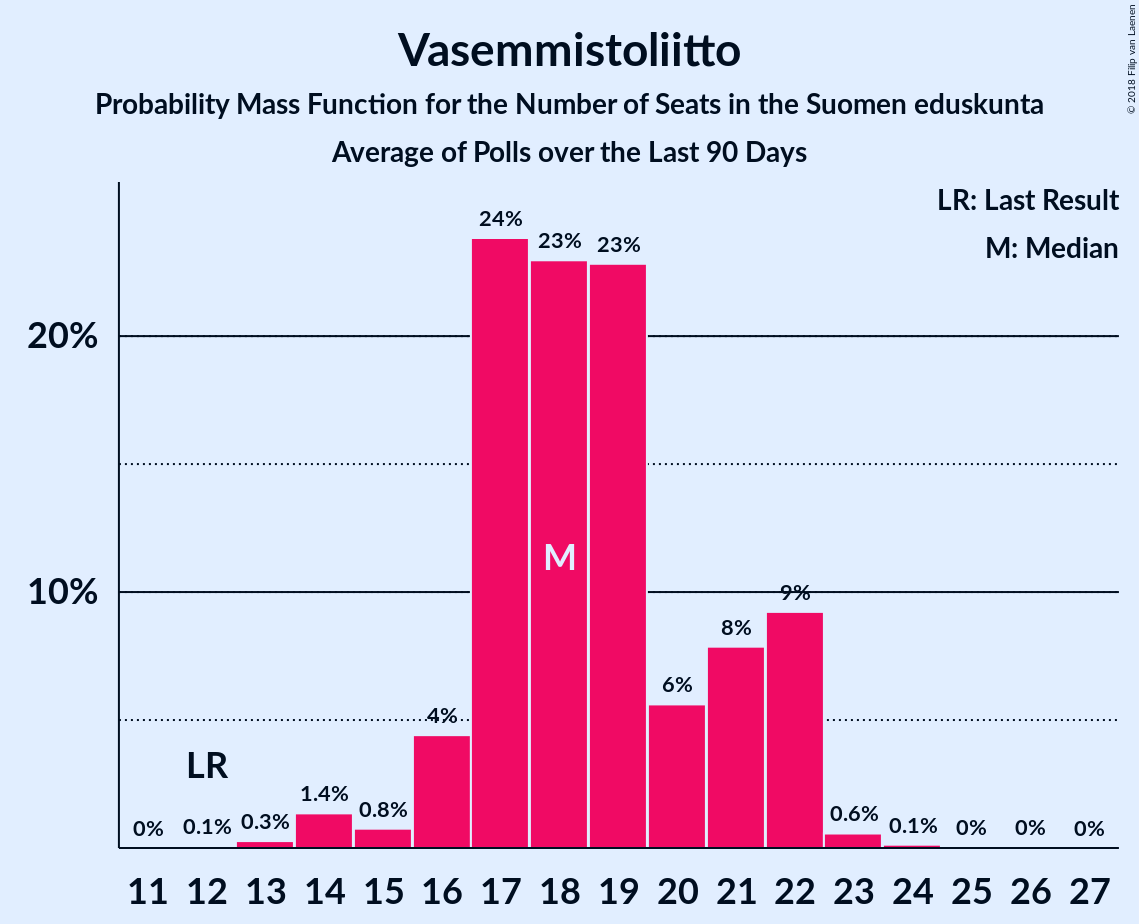 Vasemmistoliitto
Probability Mass Function for the Number of Seats in the Suomen eduskunta
Average of Polls over the Last 90 Days
© 2018 Filip van Laenen
LR: Last Result
M: Median
20%
10%
0%
0.1%
0.3%
1.4%
0.8%
4%
24%
23%
23%
6%
8%
9%
0.6%
0.1%
0%
0%
0%
LR
M
11 12 13 14 15 16 17 18 19 20 21 22 23 24 25 26 27